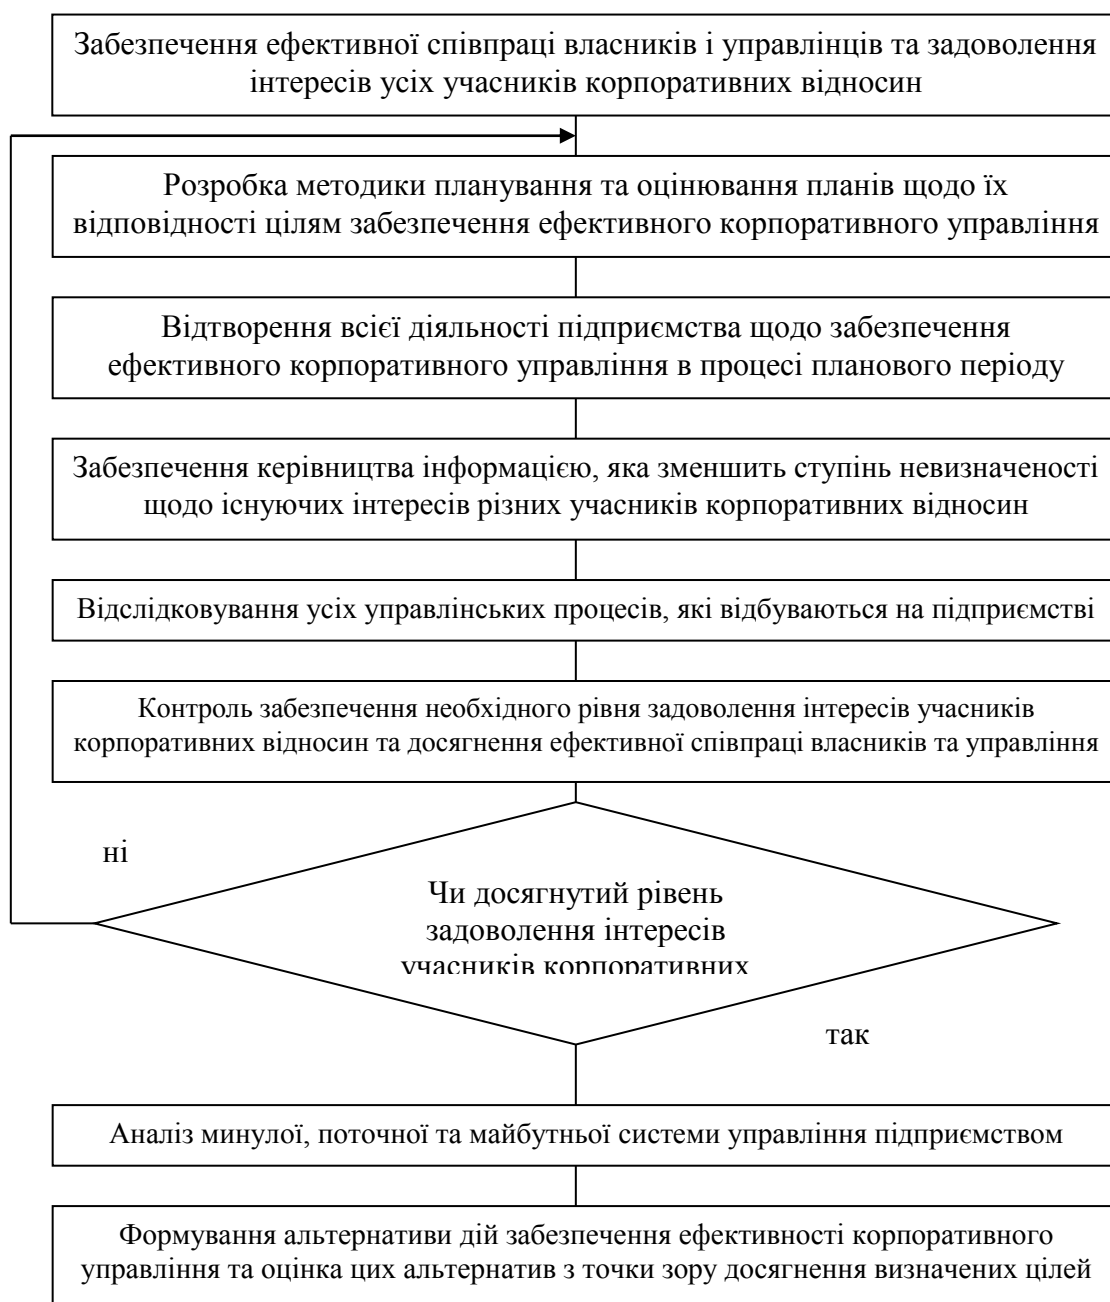 Забезпечення ефективної співпраці власників і управлінців та задоволення
інтересів усіх учасників корпоративних відносин
Розробка методики планування та оцінювання планів щодо їх
відповідності цілям забезпечення ефективного корпоративного управління
Відтворення всієї діяльності підприємства щодо забезпечення
ефективного корпоративного управління в процесі планового періоду
Забезпечення керівництва інформацією, яка зменшить ступінь невизначеності
щодо існуючих інтересів різних учасників корпоративних відносин
Відслідковування усіх управлінських процесів, які відбуваються на підприємстві
Контроль забезпечення необхідного рівня задоволення інтересів учасників
корпоративних відносин та досягнення ефективної співпраці власників та управління
ні
Чи досягнутий рівень
задоволення інтересів
учасників корпоративних
так
Аналіз минулої, поточної та майбутньої системи управління підприємством
Формування альтернативи дій забезпечення ефективності корпоративного
управління та оцінка цих альтернатив з точки зору досягнення визначених цілей